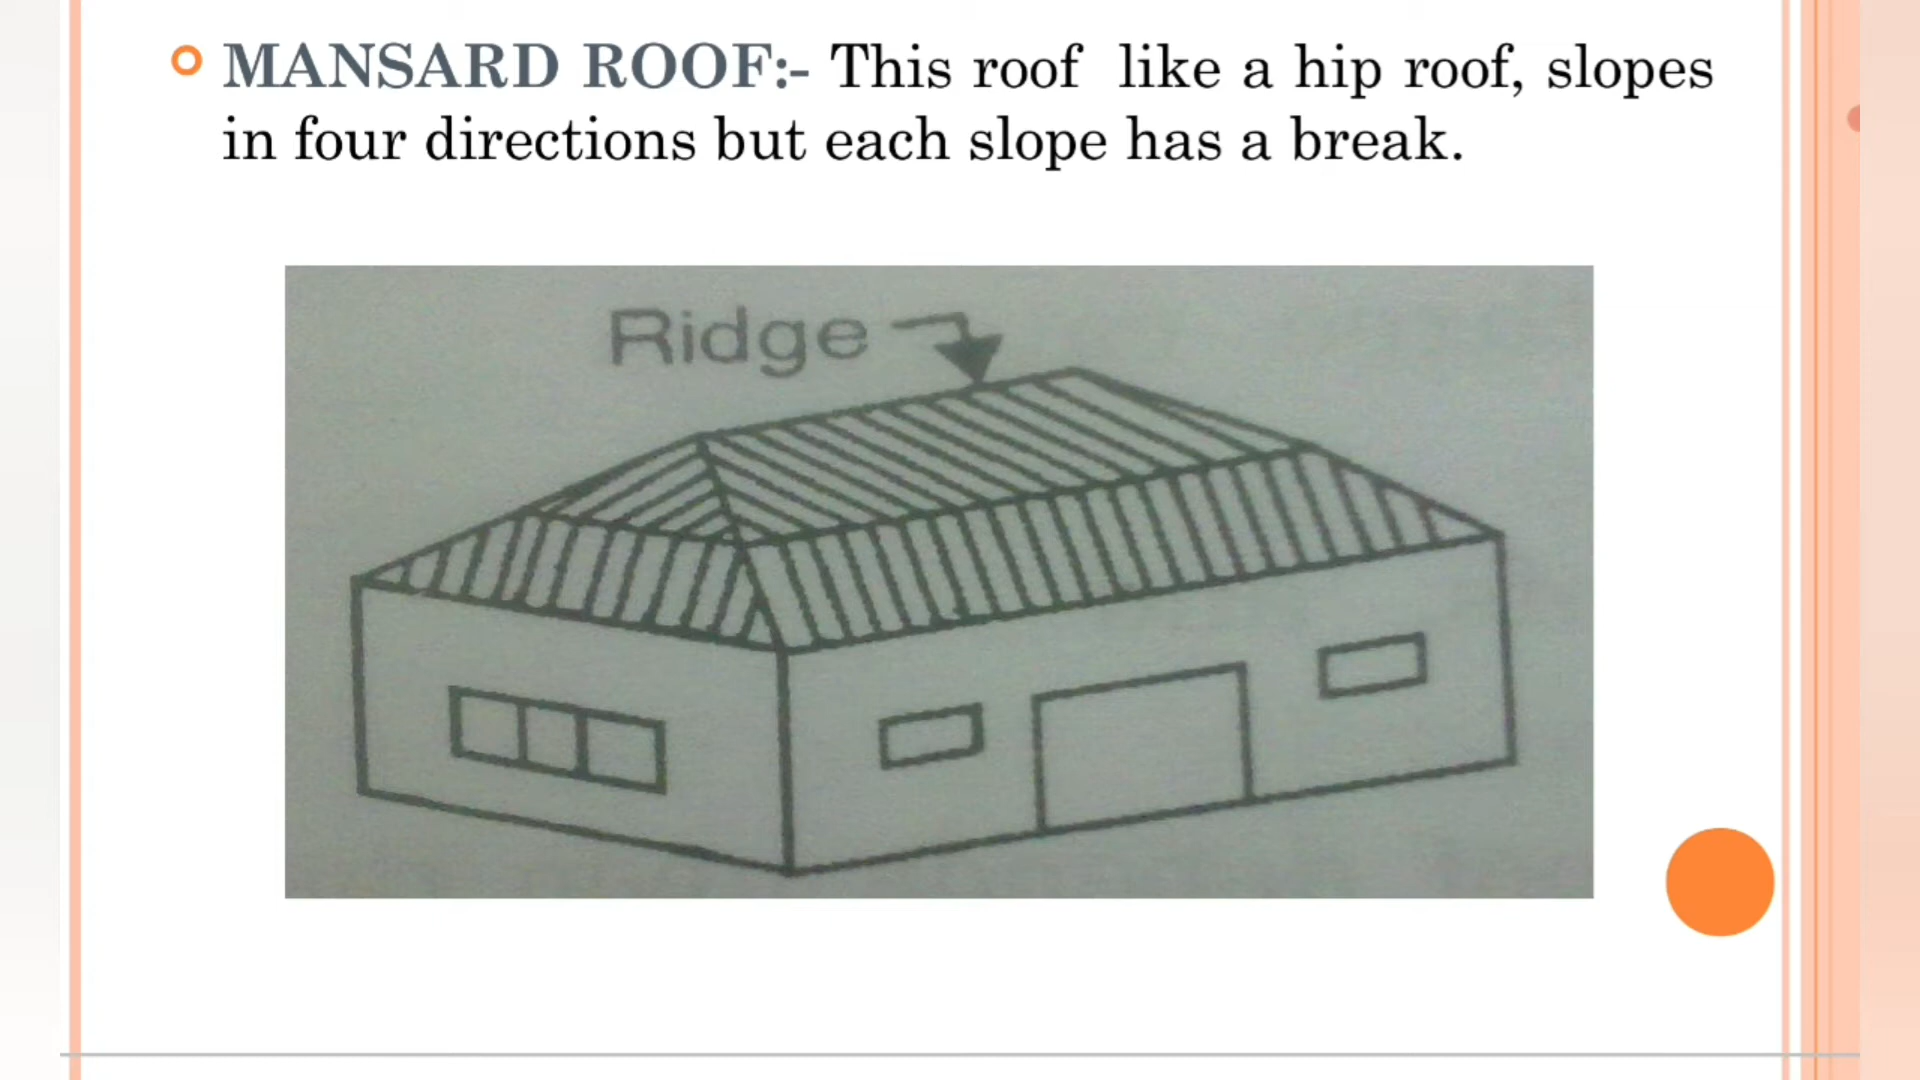 MANSARD ROOF:- This roof like a hip roof, slopes
in four directions but each slope has a break.
Ridge